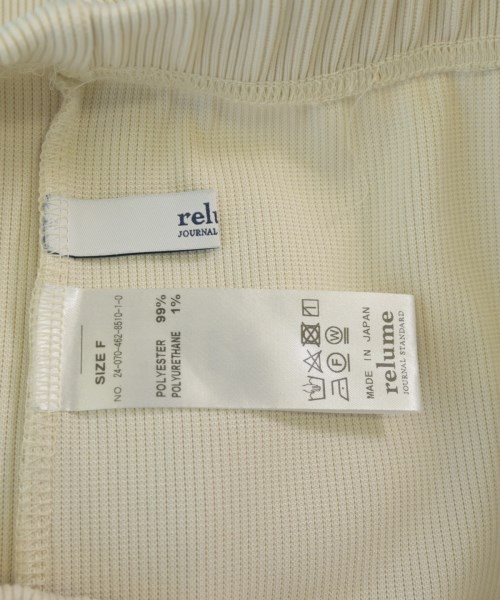 relume
JOURNAL
SIZE F
NO. 24-070-462-8510-1-0
POLYESTER 99%
POLYURETHANE 1%
MADE IN JAPAN
relume
JOURNAL STANDARD